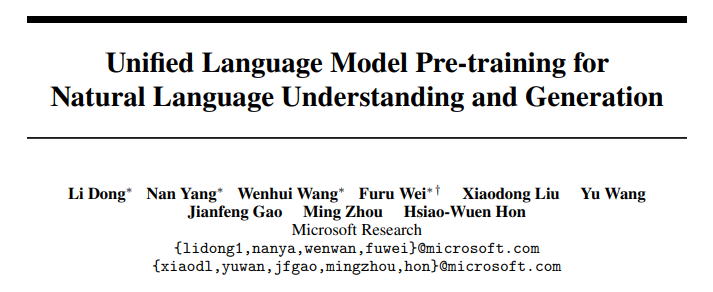 Unified Language Model Pre-training for
Natural Language Understanding and Generation
Li Dong* Nan Yang* Wenhui Wang* Furu Wei*† Xiaodong Liu Yu Wang
Jianfeng Gao Ming Zhou Hsiao-Wuen Hon
Microsoft Research
{lidong1,nanya,wenwan,fuwei}@microsoft.com
{xiaodl,yuwan,jfgao,mingzhou,hon}@microsoft.com